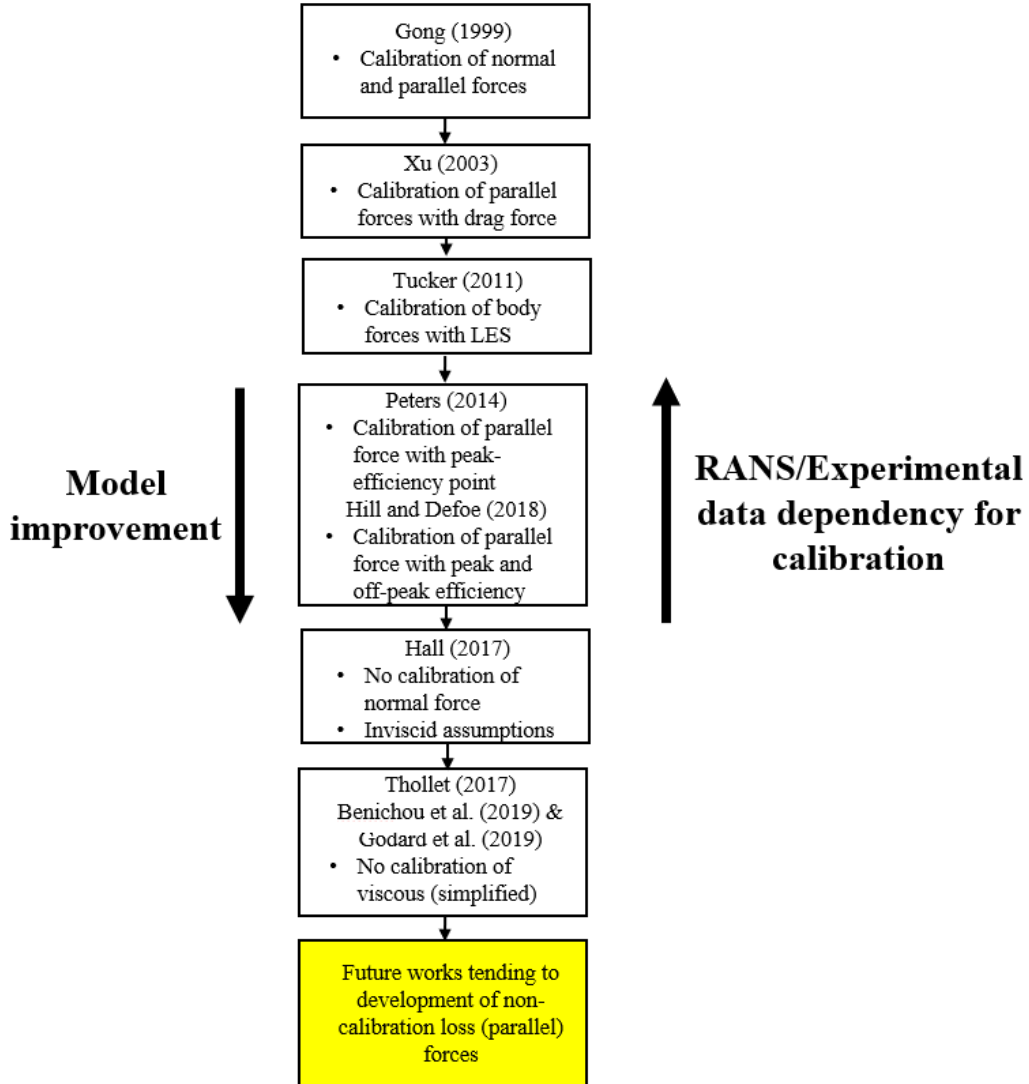 Gong (1999)
• Calibration of normal
and parallel forces
Xu (2003)
• Calibration of parallel
forces with drag force
Tucker (2011)
• Calibration of body
forces with LES
Peters (2014)
• Calibration of parallel
force with peak-
efficiency point
Hill and Defoe (2018)
• Calibration of parallel
force with peak and
off-peak efficiency
Model
improvement
RANS/Experimental
data dependency for
calibration
Hall (2017)
• No calibration of
normal force
• Inviscid assumptions
Thollet (2017)
Benichou et al. (2019) &
Godard et al. (2019)
• No calibration of
viscous (simplified)
Future works tending to
development of non-
calibration loss (parallel)
forces